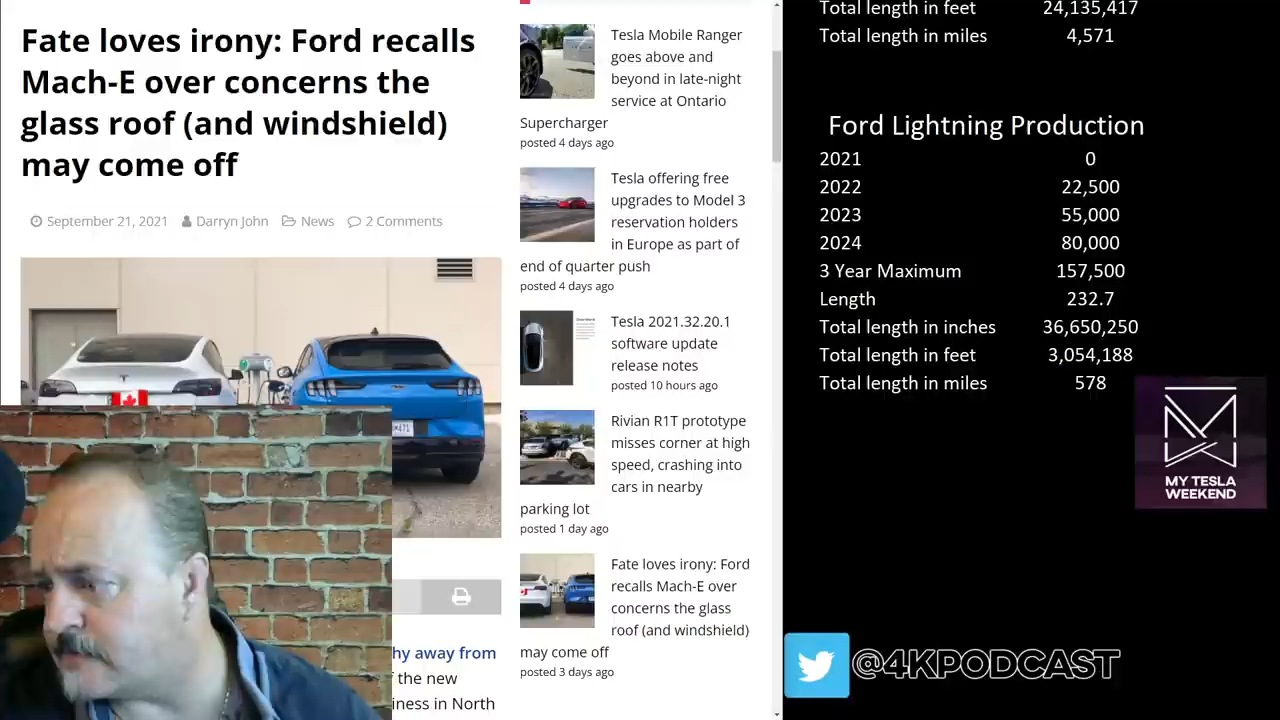 Fate loves irony: Ford recalls
Mach-E over concerns the
glass roof (and windshield)
may come off
September 21, 2021 Darryn John News 2 Comments
hy away from
f the new
iness in North
Tesla Mobile Ranger
goes above and
beyond in late-night
service at Ontario
Supercharger
posted 4 days ago
Tesla offering free
upgrades to Model 3
reservation holders
in Europe as part of
end of quarter push
posted 4 days ago
Tesla 2021.32.20.1
software update
release notes
posted 10 hours ago
Rivian R1T prototype
misses corner at high
speed, crashing into
cars in nearby
parking lot
posted 1 day ago
Fate loves irony: Ford
recalls Mach-E over
concerns the glass
roof (and windshield)
may come off
posted 3 days ago
Total length in feet 24,135,417
Total length in miles 4,571
Ford Lightning Production
2021 0
2022 22,500
2023 55,000
2024 80,000
3 Year Maximum 157,500
Length 232.7
Total length in inches 36,650,250
Total length in feet 3,054,188
Total length in miles 578
MY TESLA
WEEKEND
@4KPODCAST